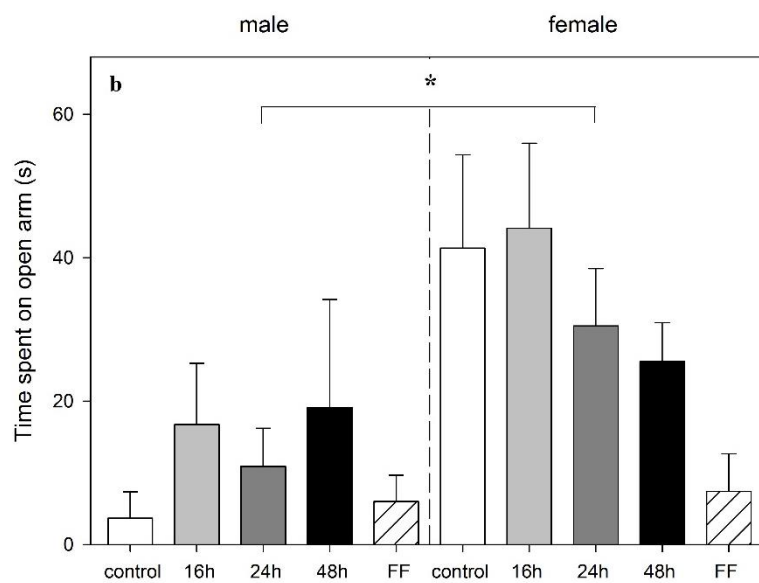 male female
b
*
60
40
20
0
Time spent on open arm (s)
control 16h 24h 48h FF control 16h 24h 48h FF